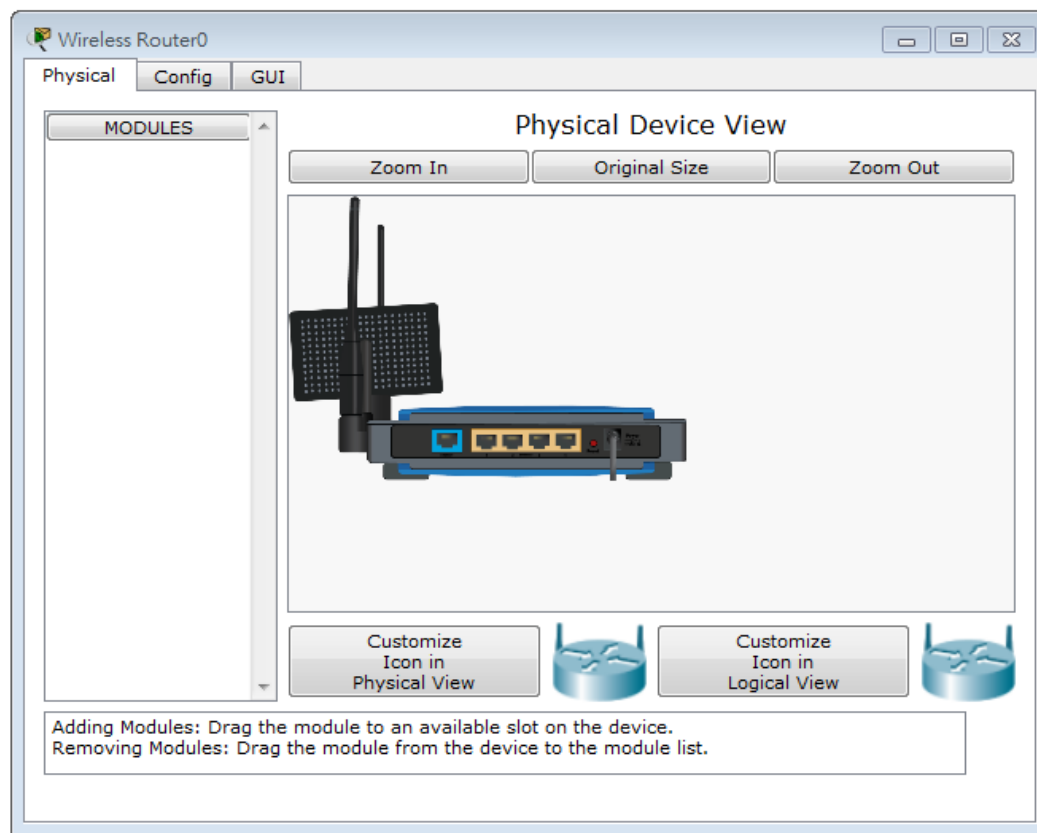 Wireless Router0
Physical Config GUI
MODULES
Physical Device View
Zoom In Original Size Zoom Out
Customize
Icon in
Physical View
Customize
Icon in
Logical View
Adding Modules: Drag the module to an available slot on the device.
Removing Modules: Drag the module from the device to the module list.